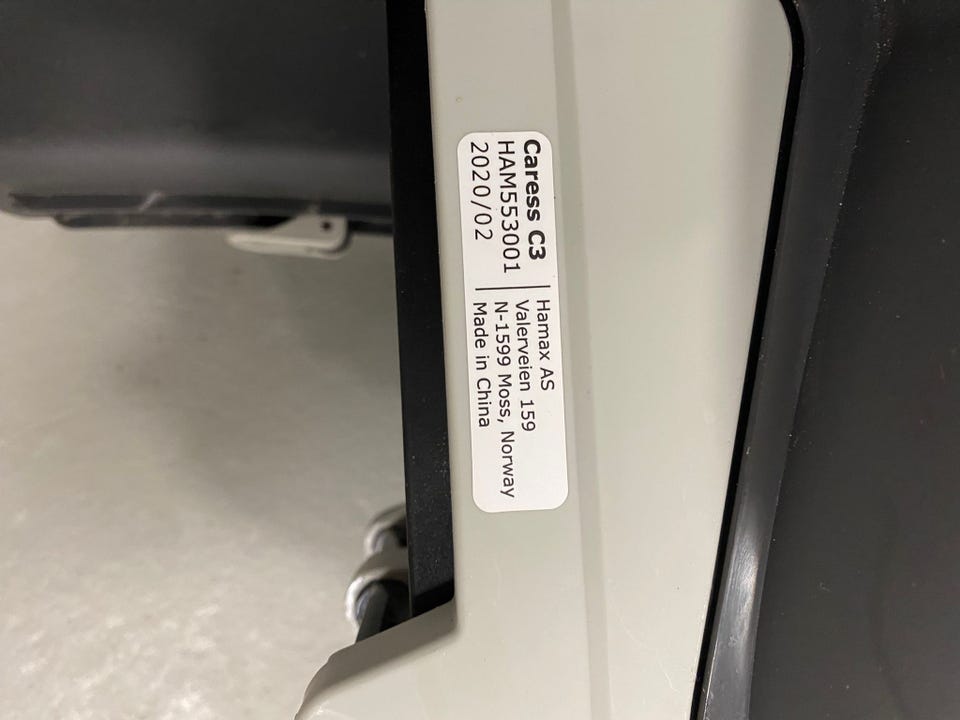 Caress C3
HAM553001
2020/02
Hamax AS
Valerveien 159
N-1599 Moss, Norway
Made in China